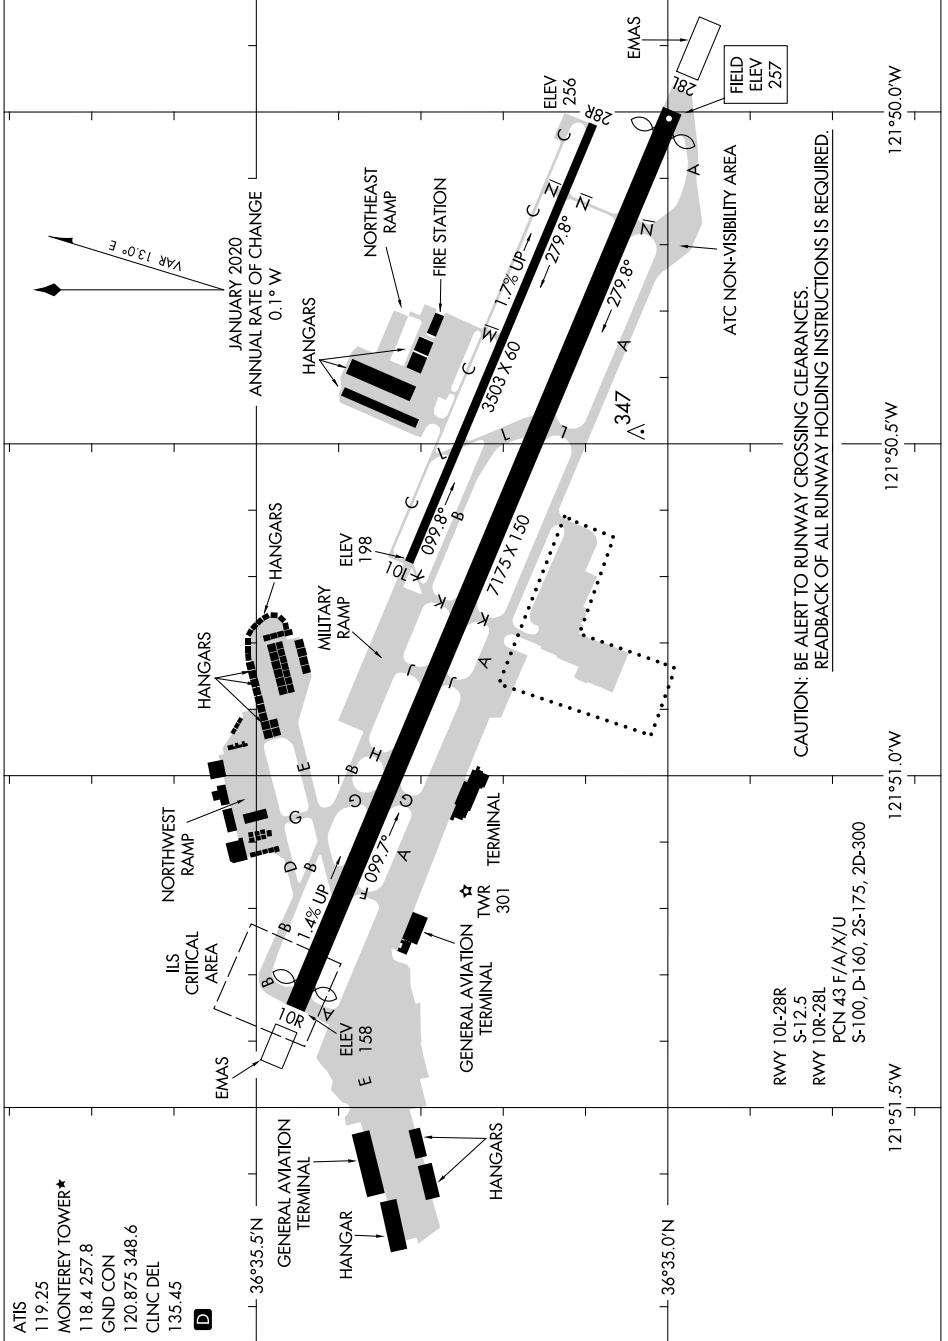 ATIS
119.25
MONTEREY TOWER★
118.4 257.8
GND CON
120.875 348.6
CLNC DEL
135.45
D
JANUARY 2020
ANNUAL RATE OF CHANGE
0.1° W
VAR 13.0° E
EMAS
28L
FIELD
ELEV
257
ELEV
256
28R
NORTHEAST
RAMP
FIRE STATION
HANGARS
C
C
C
C
Z
Z
Z
M
1.7% UP
279.8°
279.8°
3503 X 60
A
A
ATC NON-VISIBILITY AREA
347
L
L
L
099.8°
B
ELEV
198
10L
K
K
K
7175 X 150
HANGARS
HANGARS
MILITARY
RAMP
J
J
A
H
B
G
G
G
E
NORTHWEST
RAMP
D
B
B
B
F
A
A
1.4% UP
099.7°
TERMINAL
TWR
301
GENERAL AVIATION
TERMINAL
ILS
CRITICAL
AREA
10R
ELEV
158
EMAS
E
GENERAL AVIATION
TERMINAL
HANGAR
HANGARS
CAUTION: BE ALERT TO RUNWAY CROSSING CLEARANCES.
READBACK OF ALL RUNWAY HOLDING INSTRUCTIONS IS REQUIRED.
RWY 10L-28R
S-12.5
RWY 10R-28L
PCN 43 F/A/X/U
S-100, D-160, 2S-175, 2D-300
36°35.5'N
36°35.0'N
121°51.5'W
121°51.0'W
121°50.5'W
121°50.0'W